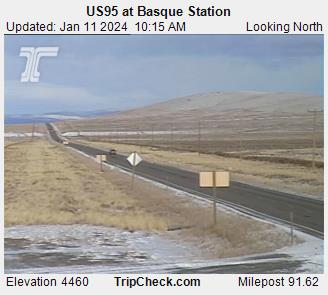 US95 at Basque Station
Updated: Jan 11 2024 10:15 AM Looking North
Elevation 4460 TripCheck.com Milepost 91.62